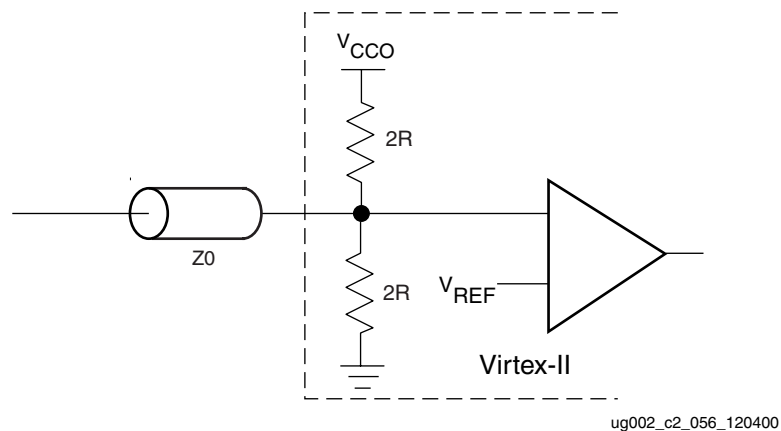 VCCO
2R
Z0
2R
VREF
Virtex-II
ug002_c2_056_120400